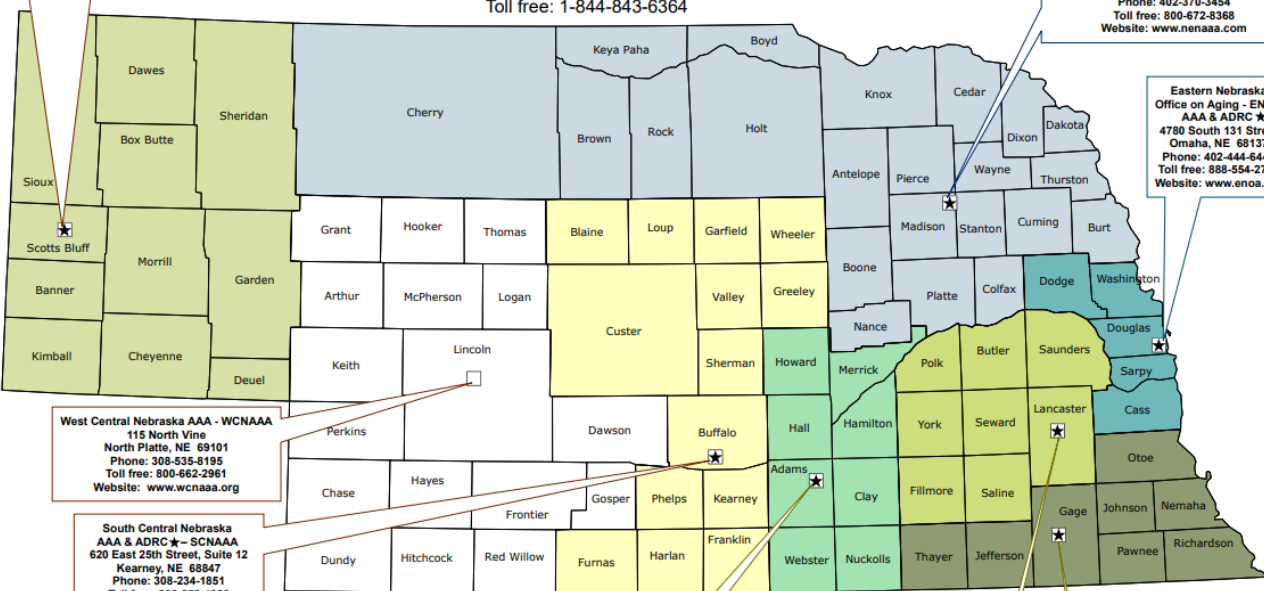 Toll free: 1-844-843-6364
Phone: 402-370-3454
Toll free: 800-672-8368
Website: www.nenaaa.com
Eastern Nebraska
Office on Aging - EN
AAA & ADRC ★
4780 South 131 Stre
Omaha, NE 68137
Phone: 402-444-64
Toll free: 888-554-27
Website: www.enoa.
Keya Paha
Boyd
Dawes
Sheridan
Cherry
Brown
Rock
Holt
Knox
Cedar
Dixon
Dakota
Box Butte
Sioux
Antelope
Pierce
Wayne
Thurston
Scotts Bluff
Morrill
Garden
Grant
Hooker
Thomas
Blaine
Loup
Garfield
Wheeler
Madison
Stanton
Cuming
Burt
Banner
Arthur
McPherson
Logan
Custer
Valley
Greeley
Boone
Platte
Colfax
Dodge
Washington
Kimball
Cheyenne
Deuel
Keith
Lincoln
Sherman
Howard
Nance
Merrick
Polk
Butler
Saunders
Douglas
Sarpy
Cass
West Central Nebraska AAA - WCNAAA
115 North Vine
North Platte, NE 69101
Phone: 308-535-8195
Toll free: 800-662-2961
Website: www.wcnaaa.org
Perkins
Dawson
Buffalo
Hall
Hamilton
York
Seward
Lancaster
Otoe
Chase
Hayes
Frontier
Gosper
Phelps
Kearney
Adams
Clay
Fillmore
Saline
Gage
Johnson
Nemaha
South Central Nebraska
AAA & ADRC★– SCNAAA
620 East 25th Street, Suite 12
Kearney, NE 68847
Phone: 308-234-1851
Dundy
Hitchcock
Red Willow
Furnas
Harlan
Franklin
Webster
Nuckolls
Thayer
Jefferson
Pawnee
Richardson